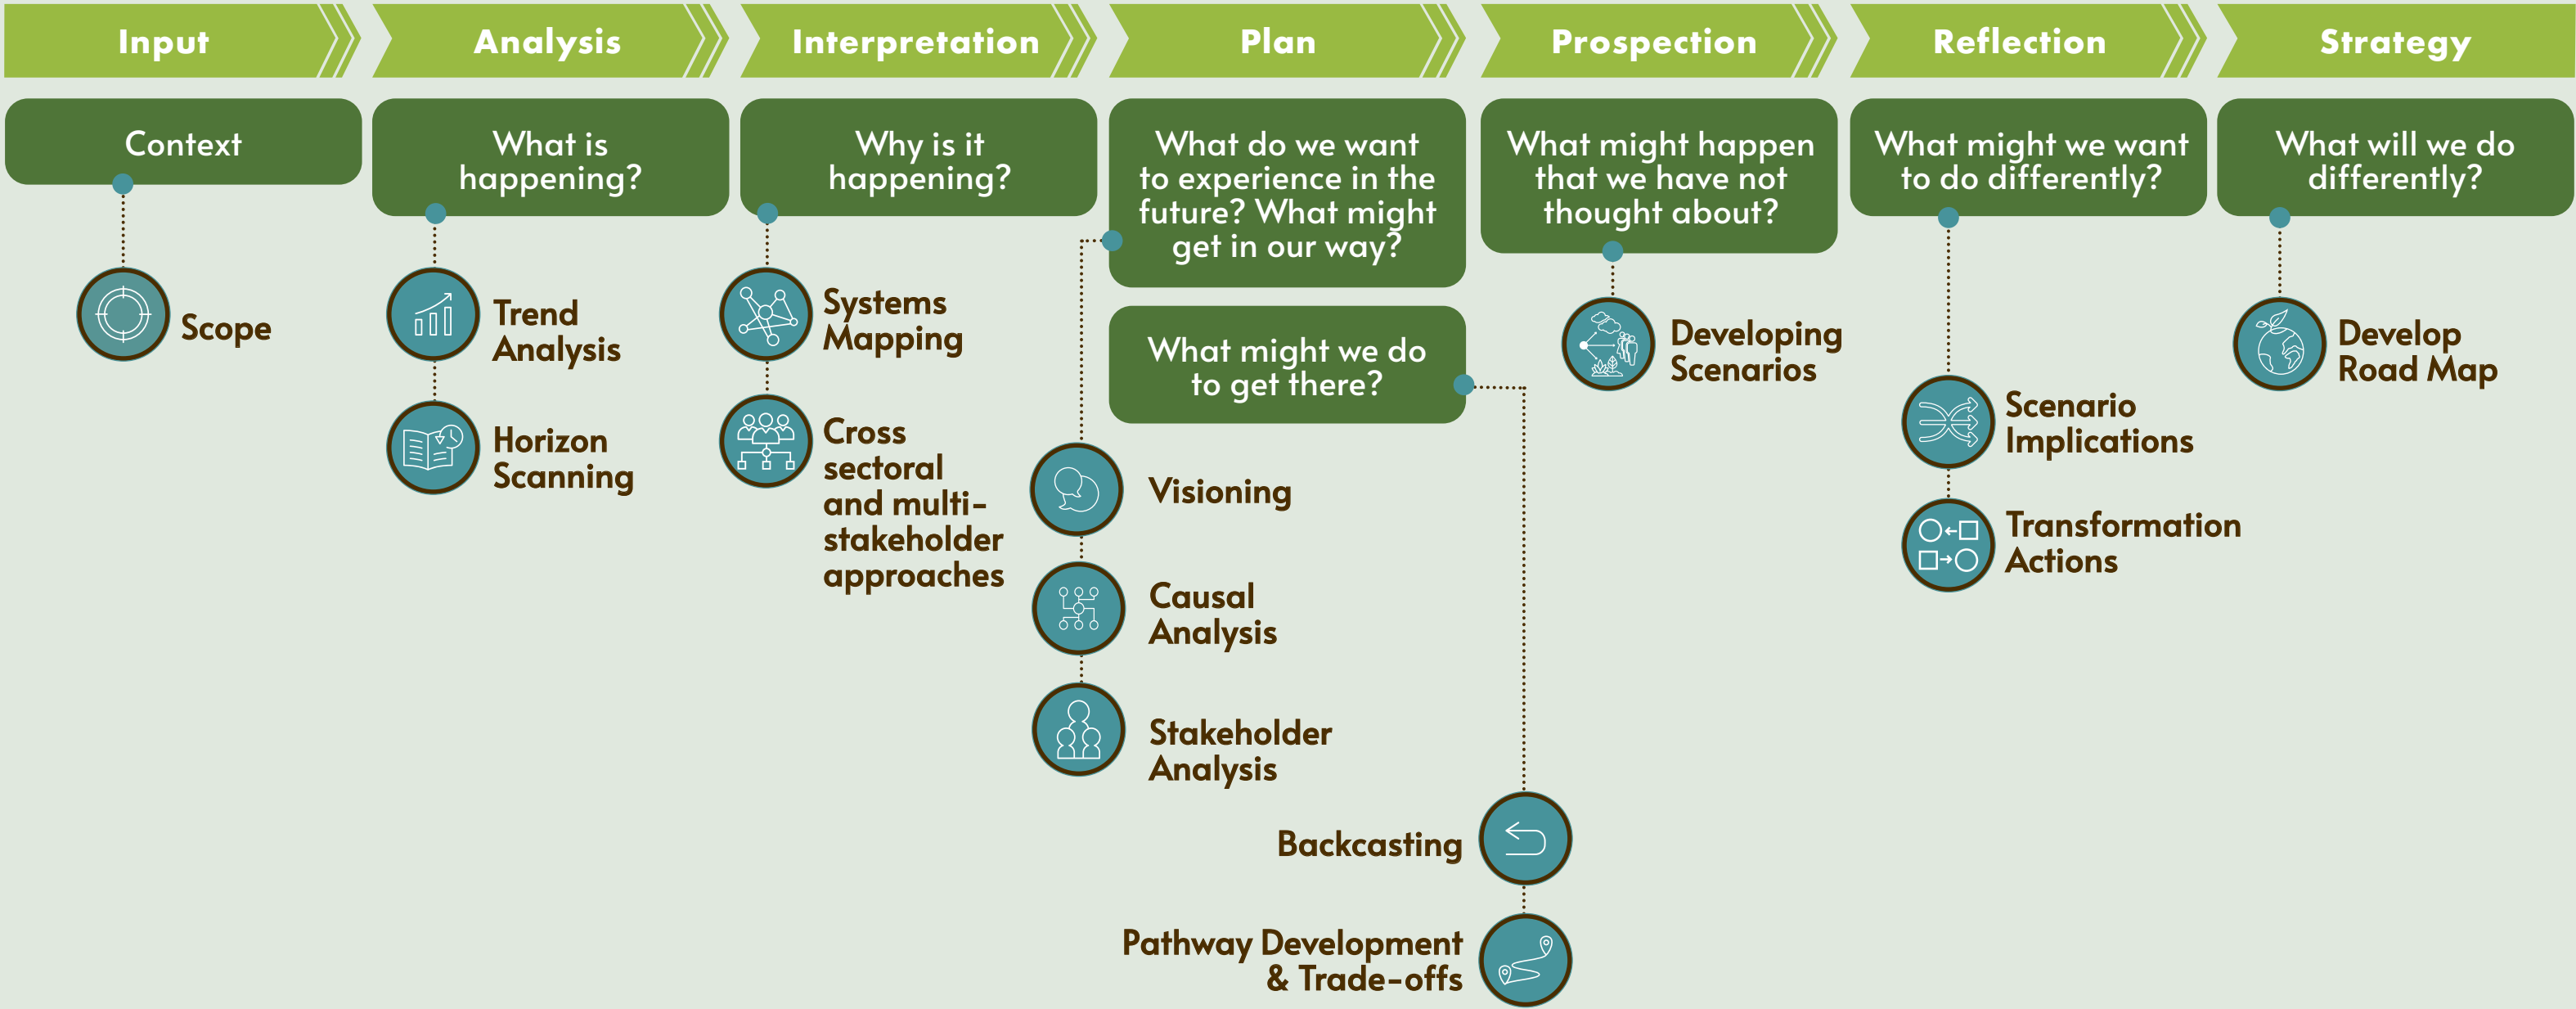 Input
Analysis
Interpretation
Plan
Prospection
Reflection
Strategy
Context
What is
happening?
Why is it
happening?
What do we want
to experience in the
future? What might
get in our way?
What might we do
to get there?
What might happen
that we have not
thought about?
What might we want
to do differently?
What will we do
differently?
Scope
Trend
Analysis
Horizon
Scanning
Systems
Mapping
Cross
sectoral
and multi-
stakeholder
approaches
Visioning
Causal
Analysis
Stakeholder
Analysis
Backcasting
Pathway Development
& Trade-offs
Developing
Scenarios
Scenario
Implications
Transformation
Actions
Develop
Road Map